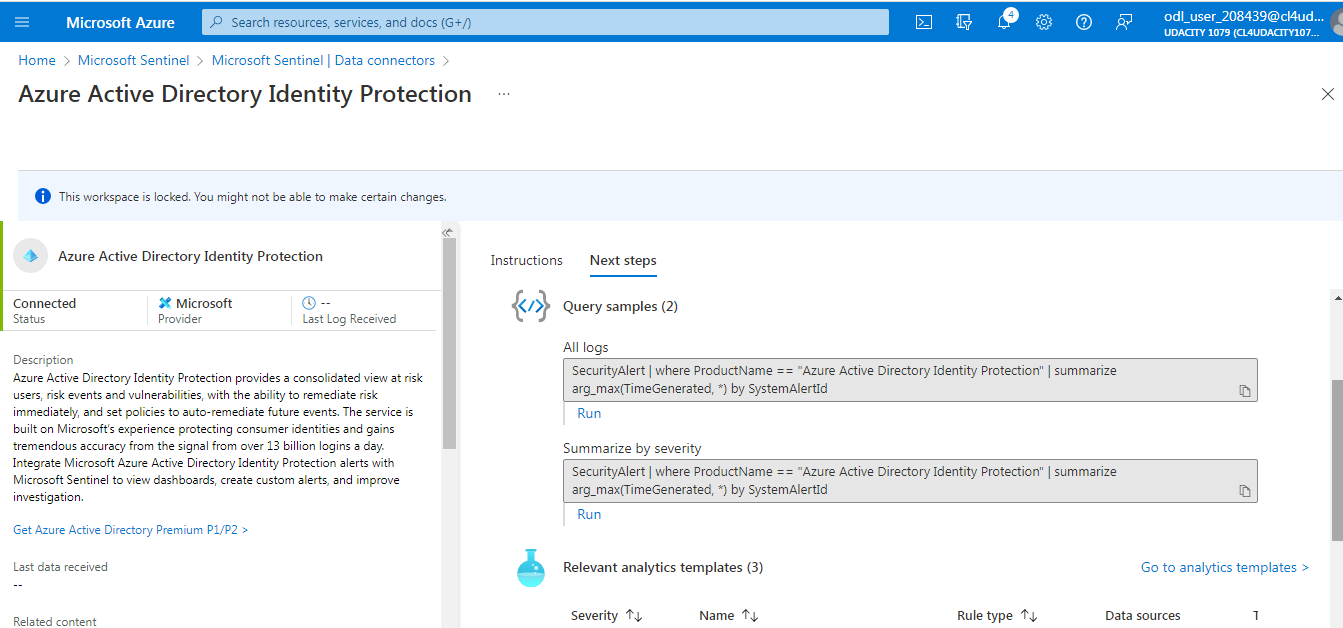 Microsoft Azure
Search resources, services, and docs (G+/)
4
odl_user_208439@cl4ud...
UDACITY 1079 (CL4UDACITY107...
Home > Microsoft Sentinel > Microsoft Sentinel | Data connectors >
Azure Active Directory Identity Protection ...
This workspace is locked. You might not be able to make certain changes.
Azure Active Directory Identity Protection
Connected
Status
Microsoft
Provider
--
Last Log Received
Description
Azure Active Directory Identity Protection provides a consolidated view at risk
users, risk events and vulnerabilities, with the ability to remediate risk
immediately, and set policies to auto-remediate future events. The service is
built on Microsoft's experience protecting consumer identities and gains
tremendous accuracy from the signal from over 13 billion logins a day.
Integrate Microsoft Azure Active Directory Identity Protection alerts with
Microsoft Sentinel to view dashboards, create custom alerts, and improve
investigation.
Get Azure Active Directory Premium P1/P2 >
Last data received
--
Related content
Instructions
Next steps
Query samples (2)
All logs
SecurityAlert | where ProductName == "Azure Active Directory Identity Protection" | summarize
arg_max(TimeGenerated, *) by SystemAlertId
Run
Summarize by severity
SecurityAlert | where ProductName == "Azure Active Directory Identity Protection" | summarize
arg_max(TimeGenerated, *) by SystemAlertId
Run
Relevant analytics templates (3)
Go to analytics templates >
Severity ↑↓ Name ↑↓ Rule type ↑↓ Data sources T